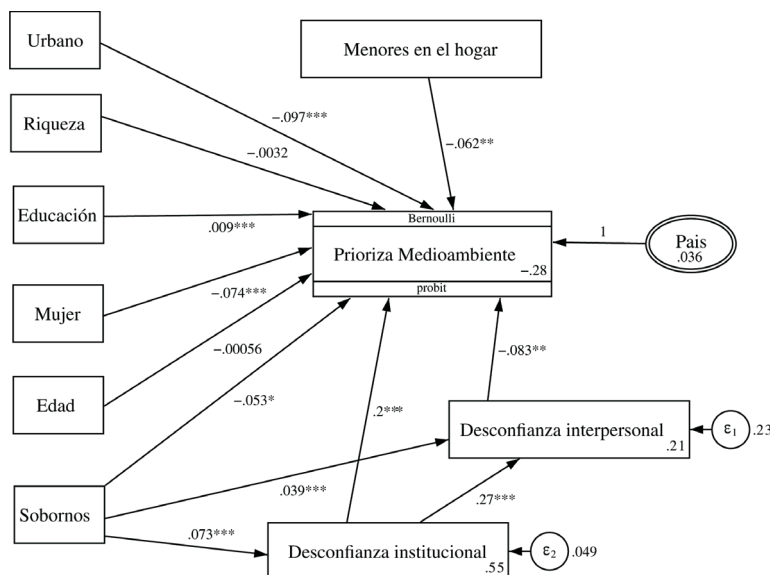 Urbano
Menores en el hogar
−.097***
Riqueza
−.0032
−.062**
Educación
.009***
Bernoulli
Prioriza Medioambiente
−.28
probit
1
Pais
.036
Mujer
−.074***
−.00056
−.083**
Edad
−.053*
.2***
Desconfianza interpersonal
.21
ε1
.23
.039***
.27***
Sobornos
.073***
Desconfianza institucional
.55
ε2
.049